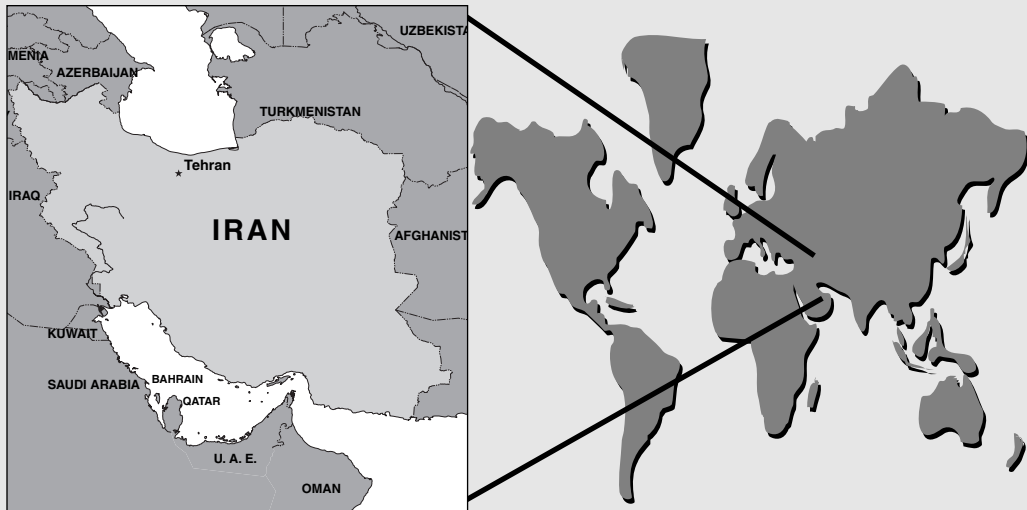 UZBEKISTA
MENIA
AZERBAIJAN
TURKMENISTAN
Tehran
IRAQ
IRAN
AFGHANIST
KUWAIT
SAUDI ARABIA
BAHRAIN
QATAR
U. A. E.
OMAN